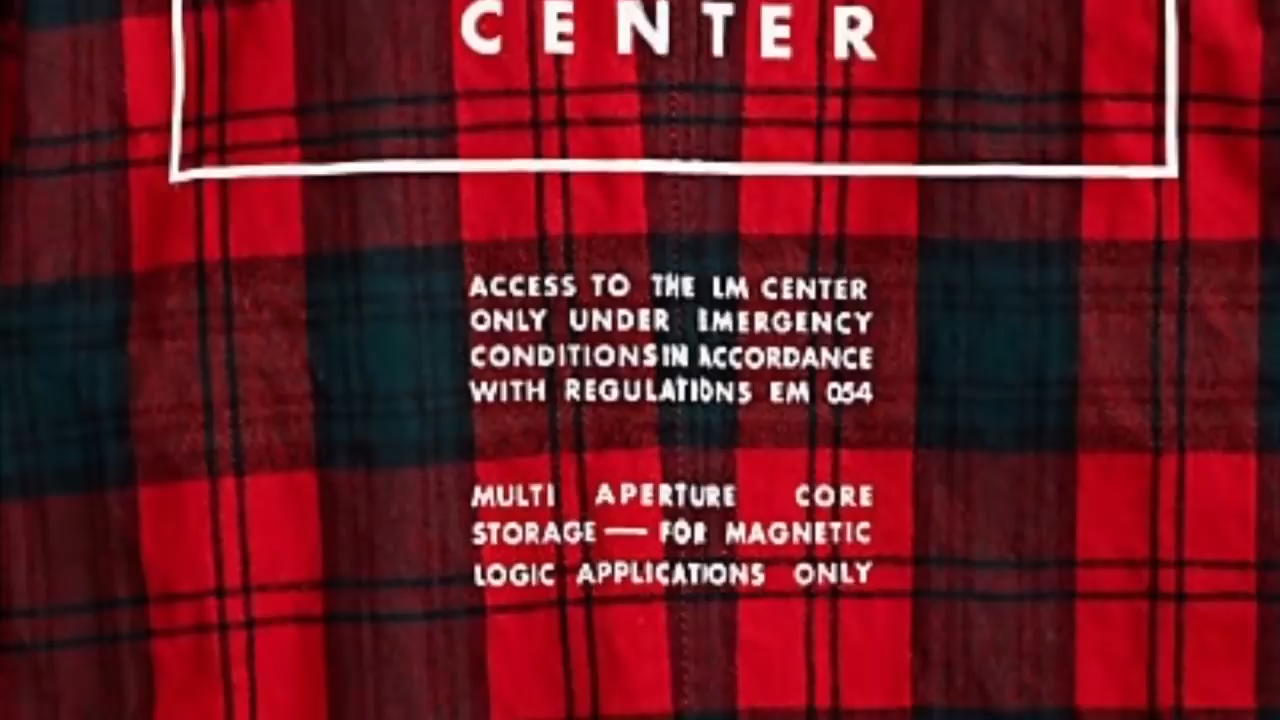 CENTER
ACCESS TO THE LM CENTER
ONLY UNDER EMERGENCY
CONDITIONS IN ACCORDANCE
WITH REGULATIONS EM 054
MULTI APERTURE CORE
STORAGE — FOR MAGNETIC
LOGIC APPLICATIONS ONLY